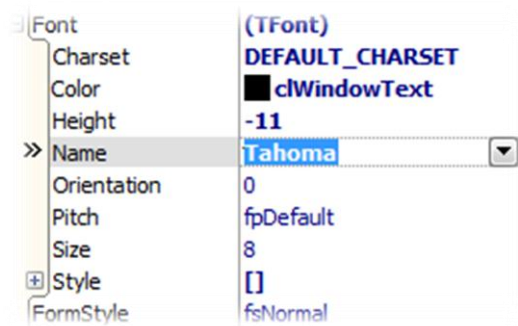 Font (TFont)
Charset DEFAULT_CHARSET
Color clWindowText
Height -11
Name Tahoma
Orientation 0
Pitch fpDefault
Size 8
Style []
FormStyle fsNormal